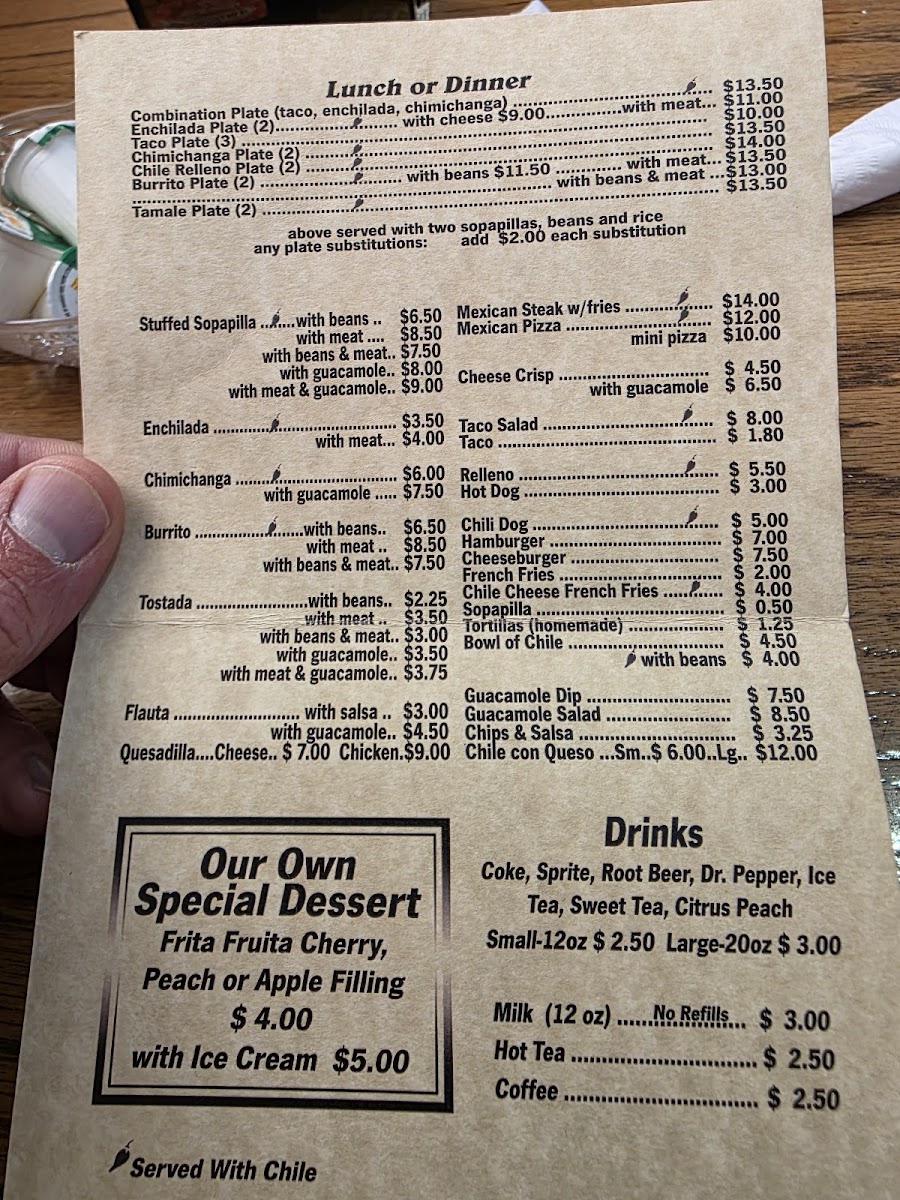 Lunch or Dinner
Combination Plate (taco, enchilada, chimichanga) .......... $13.50
Enchilada Plate (2).......... with cheese $9.00..........with meat... $11.00
Taco Plate (3) .......... $10.00
Chimichanga Plate (2) .......... $13.50
Chile Relleno Plate (2) .......... $14.00
Burrito Plate (2) .......... with beans $11.50 .......... with meat... $13.50
.......... with beans & meat ...$13.00
Tamale Plate (2) .......... $13.50
above served with two sopapillas, beans and rice
any plate substitutions: add $2.00 each substitution
Stuffed Sopapilla .......with beans .. $6.50
with meat .... $8.50
with beans & meat.. $7.50
with guacamole.. $8.00
with meat & guacamole.. $9.00
Enchilada .......... $3.50
with meat... $4.00
Chimichanga .......... $6.00
with guacamole ..... $7.50
Burrito ..........with beans.. $6.50
with meat .. $8.50
with beans & meat.. $7.50
Tostada ..........with beans.. $2.25
with meat .. $3.50
with beans & meat.. $3.00
with guacamole.. $3.50
with meat & guacamole.. $3.75
Flauta .......... with salsa .. $3.00
with guacamole.. $4.50
Quesadilla....Cheese.. $ 7.00 Chicken.$9.00
Mexican Steak w/fries .......... $14.00
Mexican Pizza .......... $12.00
mini pizza $10.00
Cheese Crisp .......... $ 4.50
with guacamole $ 6.50
Taco Salad .......... $ 8.00
Taco .......... $ 1.80
Relleno .......... $ 5.50
Hot Dog .......... $ 3.00
Chili Dog .......... $ 5.00
Hamburger .......... $ 7.00
Cheeseburger .......... $ 7.50
French Fries .......... $ 2.00
Chile Cheese French Fries .......... $ 4.00
Sopapilla .......... $ 0.50
Tortillas (homemade) .......... $ 1.25
Bowl of Chile .......... $ 4.50
with beans $ 4.00
Guacamole Dip .......... $ 7.50
Guacamole Salad .......... $ 8.50
Chips & Salsa .......... $ 3.25
Chile con Queso ...Sm..$ 6.00..Lg.. $12.00
Our Own
Special Dessert
Frita Fruita Cherry,
Peach or Apple Filling
$ 4.00
with Ice Cream $5.00
Drinks
Coke, Sprite, Root Beer, Dr. Pepper, Ice
Tea, Sweet Tea, Citrus Peach
Small-12oz $ 2.50 Large-20oz $ 3.00
Milk (12 oz) ......No Refills... $ 3.00
Hot Tea .......... $ 2.50
Coffee .......... $ 2.50
Served With Chile